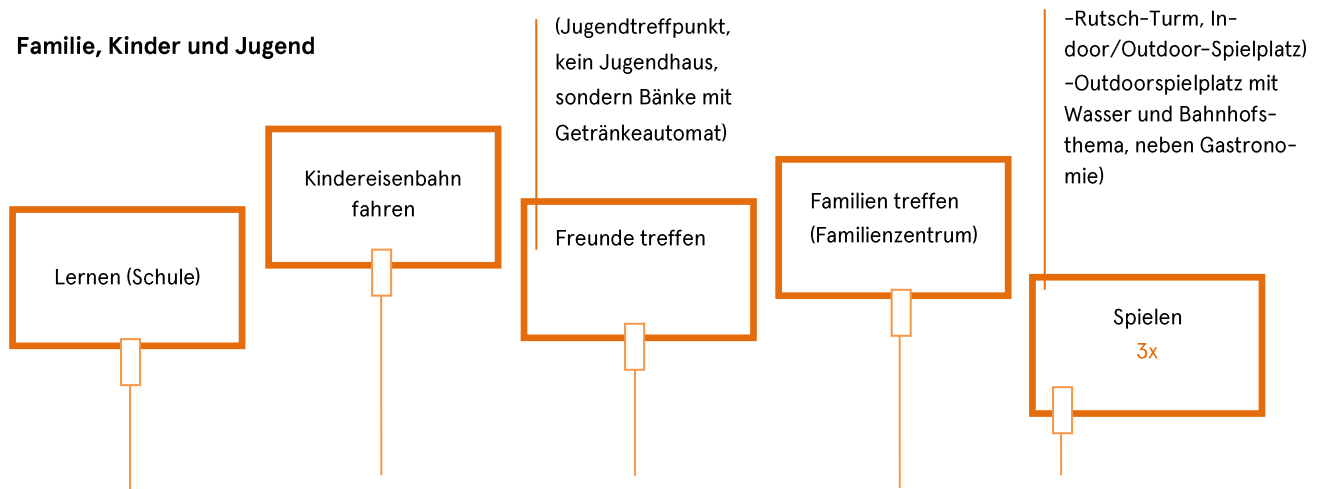 Familie, Kinder und Jugend
Lernen (Schule)
Kindereisenbahn
fahren
(Jugendtreffpunkt,
kein Jugendhaus,
sondern Bänke mit
Getränkeautomat)
Freunde treffen
Familien treffen
(Familienzentrum)
-Rutsch-Turm, In-
door/Outdoor-Spielplatz)
-Outdoorspielplatz mit
Wasser und Bahnhofs-
thema, neben Gastrono-
mie)
Spielen
3x